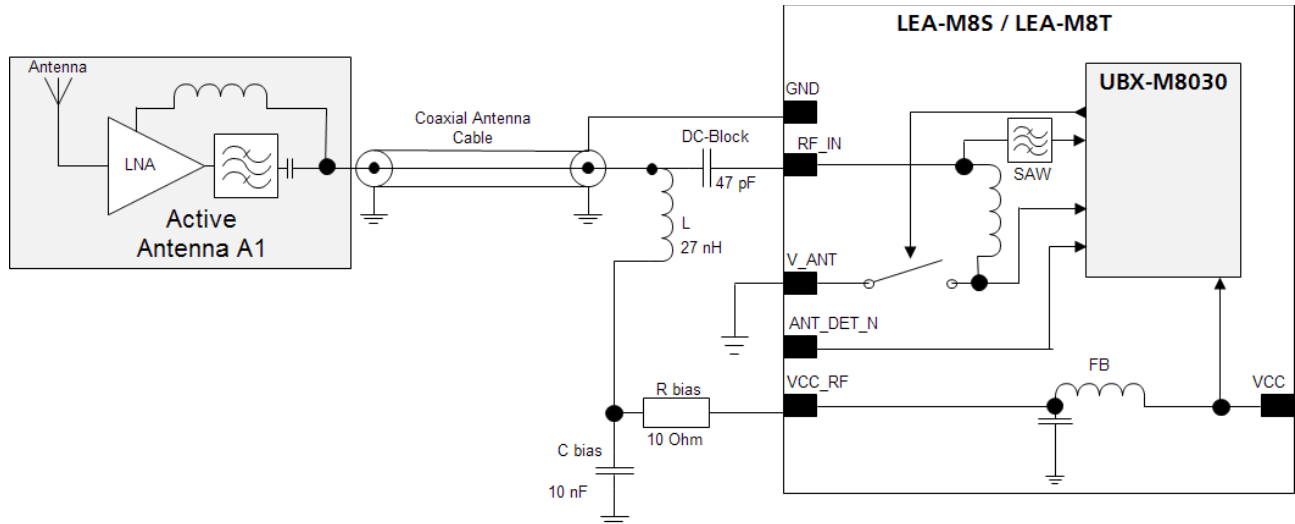 LEA-M8S / LEA-M8T
Antenna
LNA
Active
Antenna A1
Coaxial Antenna
Cable
DC-Block
47 pF
L
27 nH
GND
RF_IN
UBX-M8030
SAW
V_ANT
ANT_DET_N
VCC_RF
FB
VCC
R bias
10 Ohm
C bias
10 nF